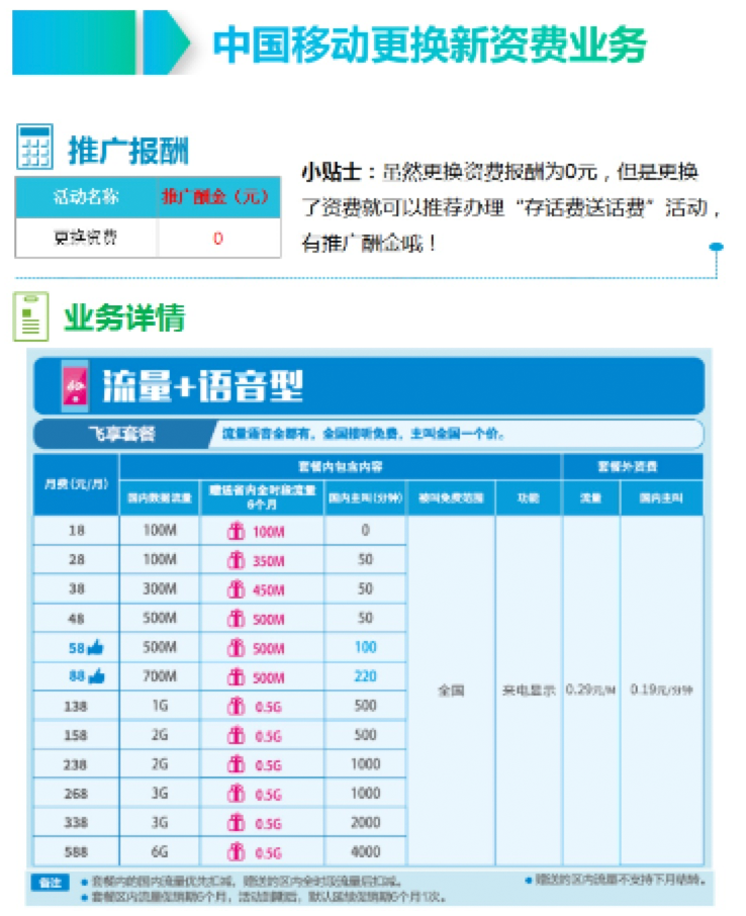 中国移动更换新资费业务
推广报酬
活动名称 推广酬金（元）
更换资费 0
小贴士：虽然更换资费报酬为0元，但是更换
了资费就可以推荐办理“存话费送话费”活动，
有推广酬金哦！
业务详情
流量+语音型
飞享套餐 流量语音全都有，全国接听免费，主叫全国一个价。
月费(元/月) 套餐内包含内容 套餐外资费
国内数据流量 赠送省内全时段流量 国内主叫(分钟) 被叫免费范围 功能 流量 国内主叫
6个月
18 100M 100M 0
28 100M 350M 50
38 300M 450M 50
48 500M 500M 50
58 500M 500M 100
88 700M 500M 220
全国 来电显示 0.29元/M 0.19元/分钟
138 1G 0.5G 500
158 2G 0.5G 500
238 2G 0.5G 1000
268 3G 0.5G 1000
338 3G 0.5G 2000
588 6G 0.5G 4000
备注 ●套餐内的国内流量优先扣减，赠送的区内全时段流量后扣减。 ●赠送的区内流量不支持下月结转。
●套餐区内流量促销期6个月，活动到期后，默认延续促销期6个月1次。